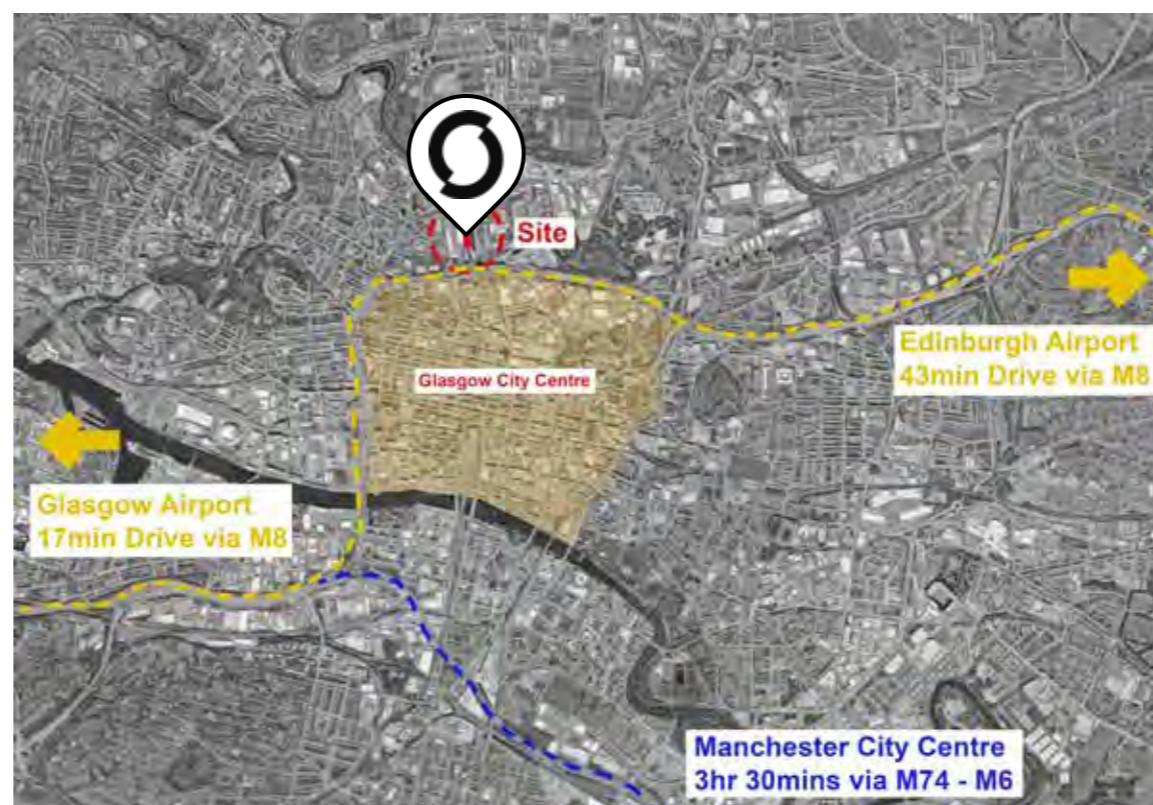 Site
Glasgow City Centre
Edinburgh Airport
43min Drive via M8
Glasgow Airport
17min Drive via M8
Manchester City Centre
3hr 30mins via M74 - M6